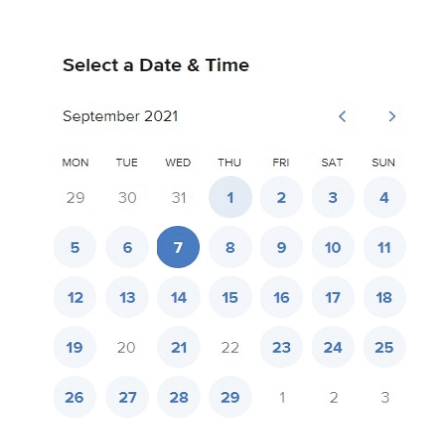 Select a Date & Time
September 2021
MON TUE WED THU FRI SAT SUN
29 30 31 1 2 3 4
5 6 7 8 9 10 11
12 13 14 15 16 17 18
19 20 21 22 23 24 25
26 27 28 29 1 2 3